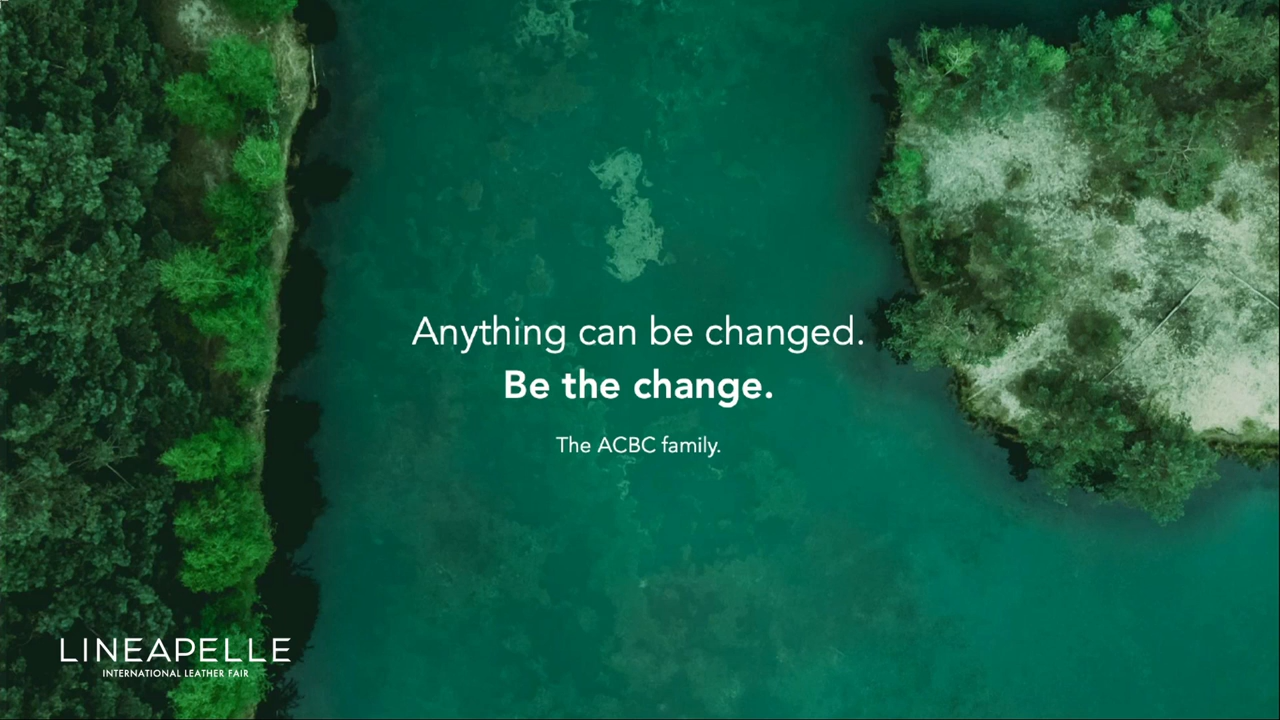 Anything can be changed.
Be the change.
The ACBC family.
LINEAPELLE
INTERNATIONAL LEATHER FAIR